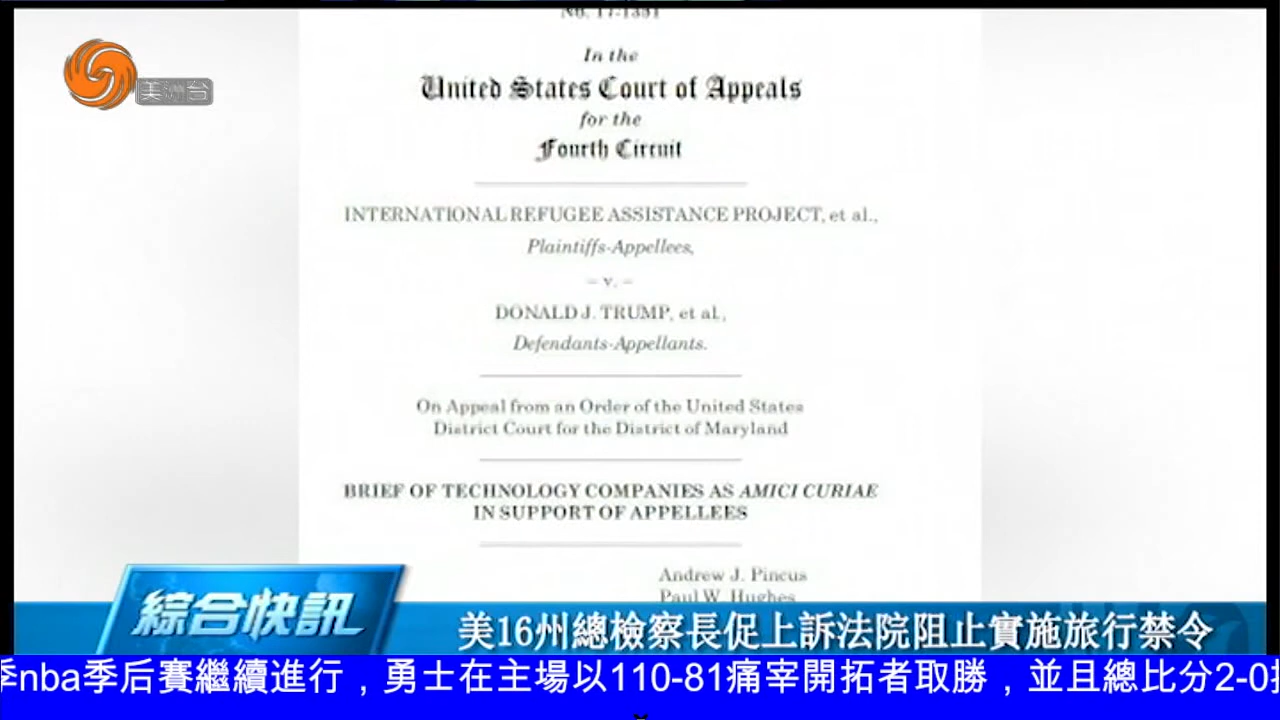 No. 17-1351
美洲台
In the
United States Court of Appeals
for the
Fourth Circuit
INTERNATIONAL REFUGEE ASSISTANCE PROJECT, et al.,
Plaintiffs-Appellees,
– v. –
DONALD J. TRUMP, et al.,
Defendants-Appellants.
On Appeal from an Order of the United States
District Court for the District of Maryland
BRIEF OF TECHNOLOGY COMPANIES AS AMICI CURIAE
IN SUPPORT OF APPELLEES
Andrew J. Pincus
Paul W. Hughes
綜合快訊
美16州總檢察長促上訴法院阻止實施旅行禁令
季nba季后賽繼續進行，勇士在主場以110-81痛宰開拓者取勝，並且總比分2-0